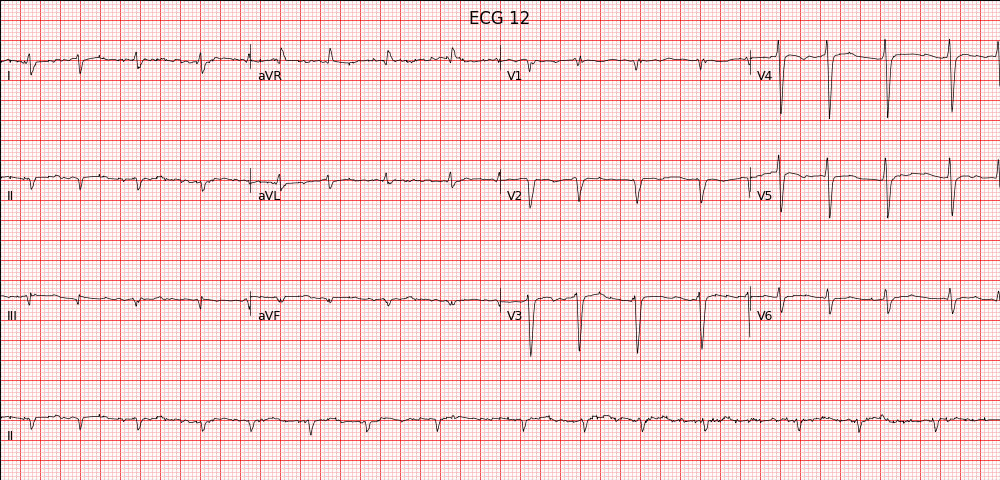 ECG 12
I aVR V1 V4
II aVL V2 V5
III aVF V3 V6
II